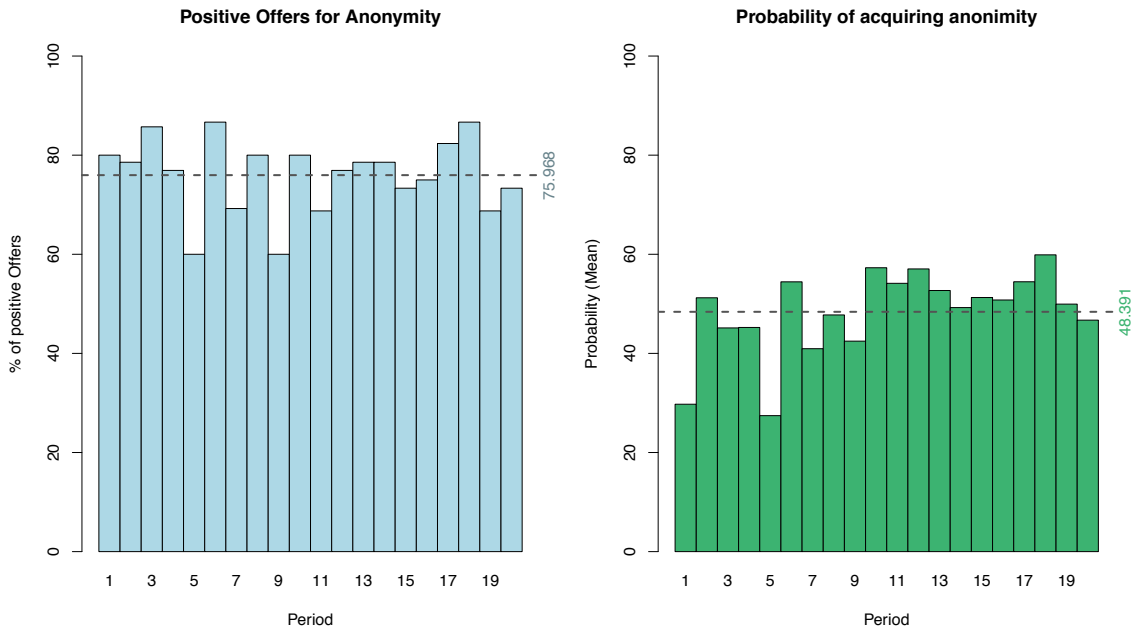 Positive Offers for Anonymity
% of positive Offers
0
20
40
60
80
100
75.968
1 3 5 7 9 11 13 15 17 19
Period
Probability of acquiring anonimity
Probability (Mean)
0
20
40
60
80
100
48.391
1 3 5 7 9 11 13 15 17 19
Period